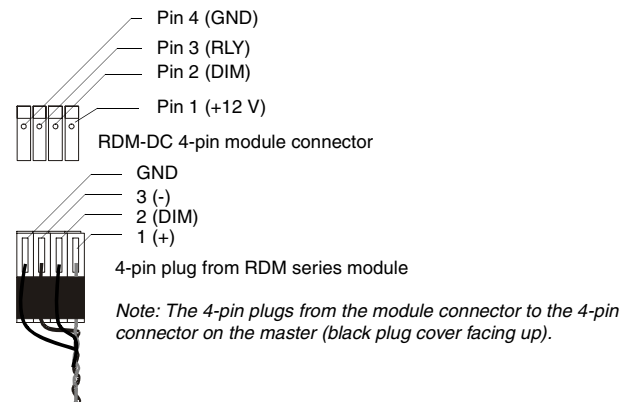 Pin 4 (GND)
Pin 3 (RLY)
Pin 2 (DIM)
Pin 1 (+12 V)
RDM-DC 4-pin module connector
GND
3 (-)
2 (DIM)
1 (+)
4-pin plug from RDM series module
Note: The 4-pin plugs from the module connector to the 4-pin
connector on the master (black plug cover facing up).